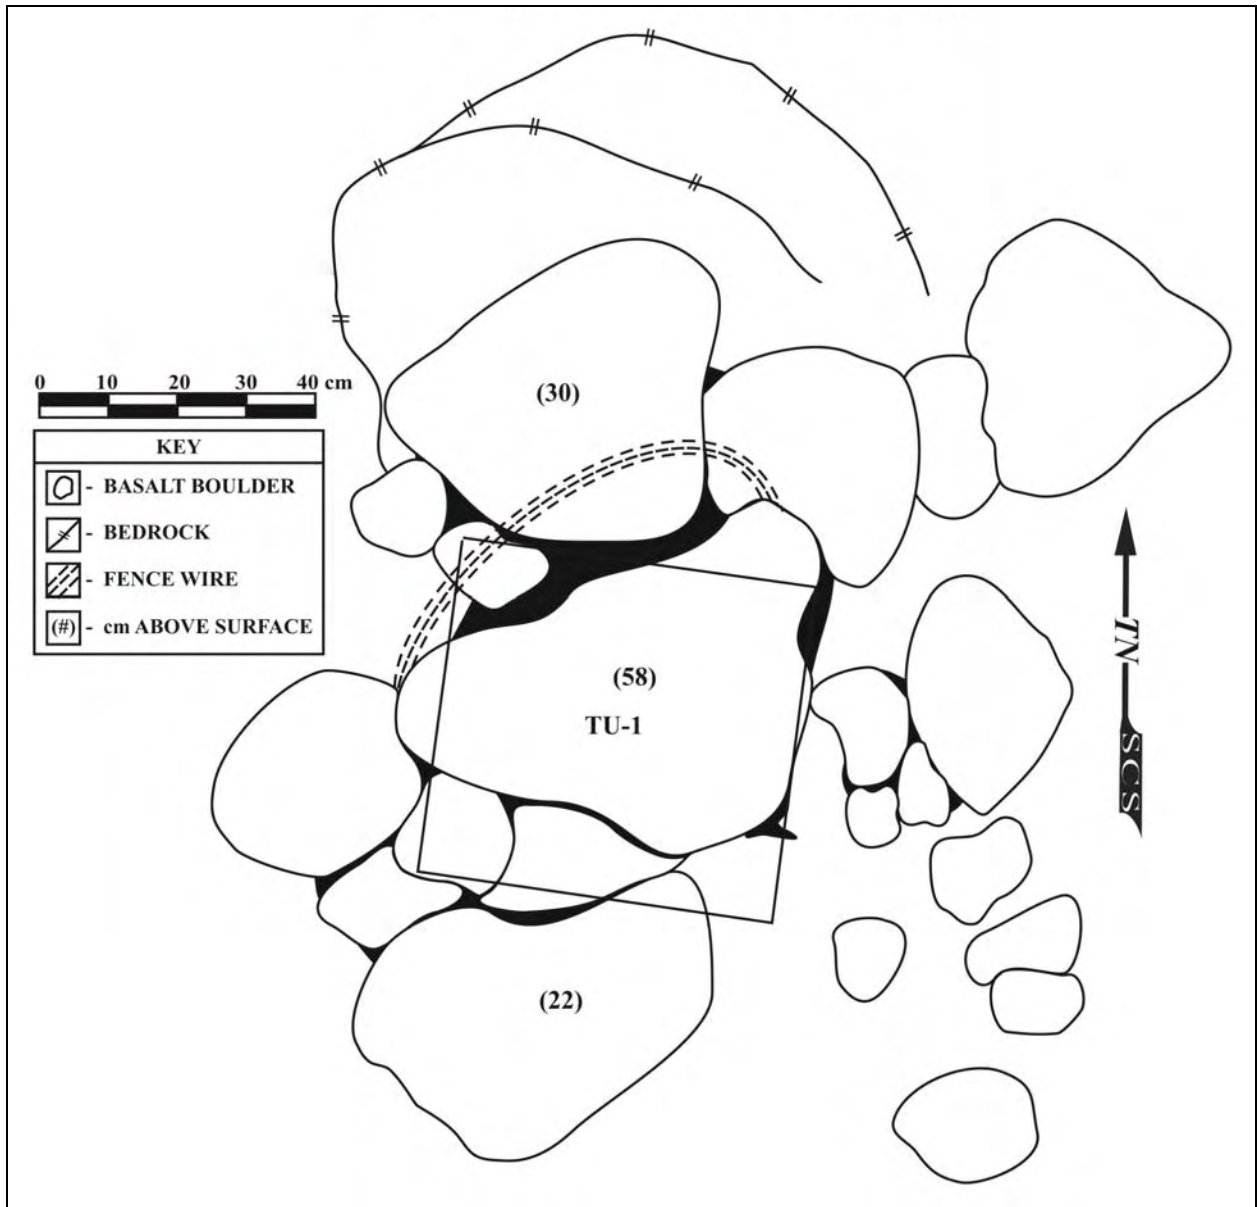 (30)
0 10 20 30 40 cm
KEY
- BASALT BOULDER
- BEDROCK
- FENCE WIRE
(#) - cm ABOVE SURFACE
TN
SCS
(58)
TU-1
(22)